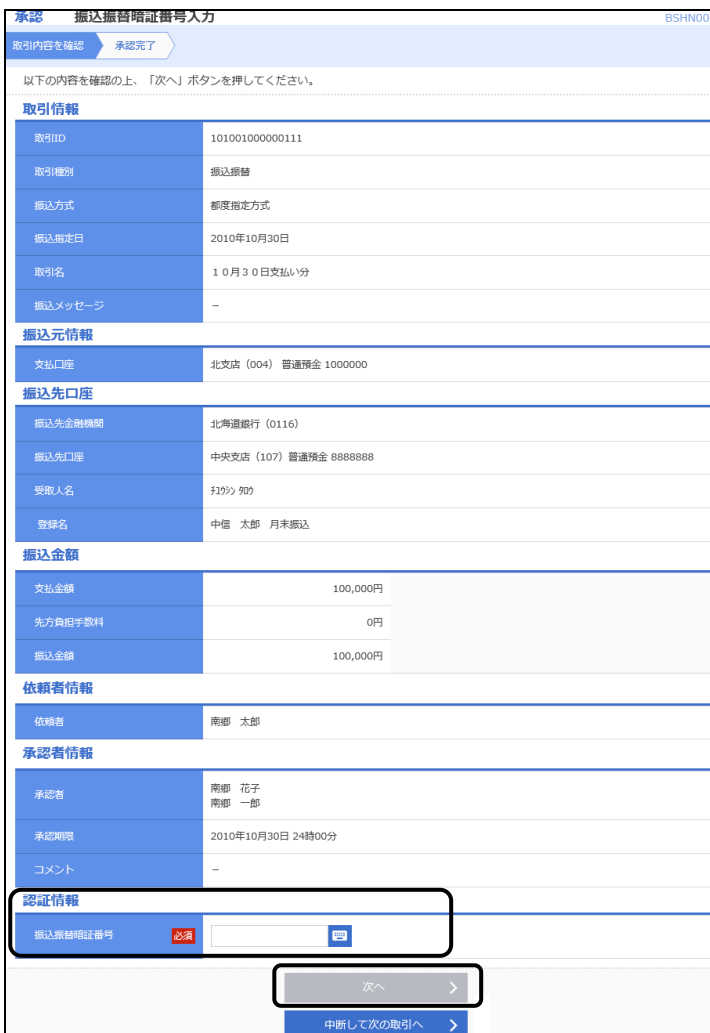 承認 振込振替暗証番号入力 BSHN00
取引内容を確認 承認完了
以下の内容を確認の上、「次へ」ボタンを押してください。
取引情報
取引ID 101001000000111
取引種別 振込振替
振込方式 都度指定方式
振込指定日 2010年10月30日
取引名 １０月３０日支払い分
振込メッセージ －
振込元情報
支払口座 北支店（004） 普通預金 1000000
振込先口座
振込先金融機関 北海道銀行（0116）
振込先口座 中央支店（107）普通預金 8888888
受取人名 ﾁﾕｳｼﾝ ﾀﾛｳ
登録名 中信 太郎 月末振込
振込金額
支払金額 100,000円
先方負担手数料 0円
振込金額 100,000円
依頼者情報
依頼者 南郷 太郎
承認者情報
承認者 南郷 花子
南郷 一郎
承認期限 2010年10月30日 24時00分
コメント －
認証情報
振込振替暗証番号 必須
次へ
中断して次の取引へ